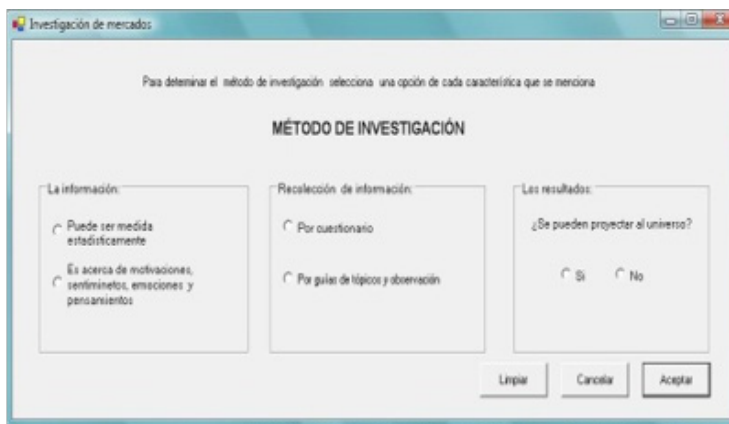 Investigación de mercados
Para determinar el método de investigación selecciona una opción de cada característica que se menciona
MÉTODO DE INVESTIGACIÓN
La información:
Puede ser medida
estadísticamente
Es acerca de motivaciones,
sentiminetos, emociones y
pensamientos
Recolección de información:
Por cuestionario
Por guías de tópicos y observación
Los resultados:
¿Se pueden proyectar al universo?
Si No
Limpiar Cancelar Aceptar